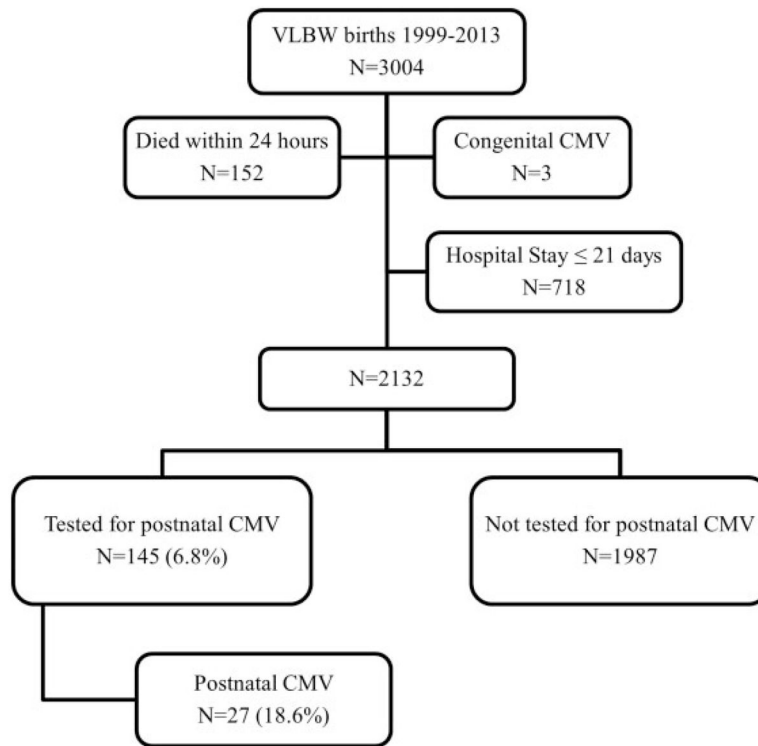 VLBW births 1999-2013
N=3004
Died within 24 hours
N=152
Congenital CMV
N=3
Hospital Stay ≤ 21 days
N=718
N=2132
Tested for postnatal CMV
N=145 (6.8%)
Not tested for postnatal CMV
N=1987
Postnatal CMV
N=27 (18.6%)